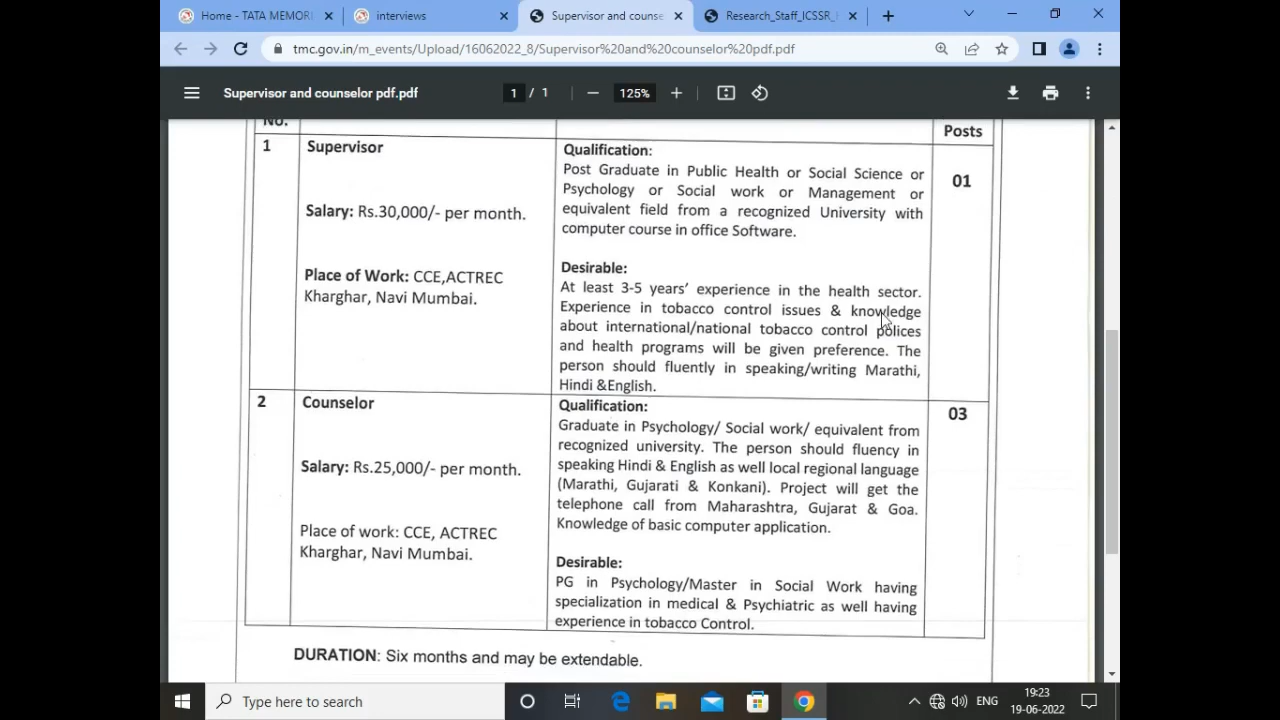 Home - TATA MEMORI
interviews
Supervisor and counse
Research_Staff_ICSSR_
tmc.gov.in/m_events/Upload/16062022_8/Supervisor%20and%20counselor%20pdf.pdf
Supervisor and counselor pdf.pdf
1 / 1
125%
No.
Posts
1
Supervisor
Salary: Rs.30,000/- per month.
Place of Work: CCE,ACTREC
Kharghar, Navi Mumbai.
Qualification:
Post Graduate in Public Health or Social Science or
Psychology or Social work or Management or
equivalent field from a recognized University with
computer course in office Software.
Desirable:
At least 3-5 years' experience in the health sector.
Experience in tobacco control issues & knowledge
about international/national tobacco control polices
and health programs will be given preference. The
person should fluently in speaking/writing Marathi,
Hindi &English.
01
2
Counselor
Salary: Rs.25,000/- per month.
Place of work: CCE, ACTREC
Kharghar, Navi Mumbai.
Qualification:
Graduate in Psychology/ Social work/ equivalent from
recognized university. The person should fluency in
speaking Hindi & English as well local regional language
(Marathi, Gujarati & Konkani). Project will get the
telephone call from Maharashtra, Gujarat & Goa.
Knowledge of basic computer application.
Desirable:
PG in Psychology/Master in Social Work having
specialization in medical & Psychiatric as well having
experience in tobacco Control.
03
DURATION: Six months and may be extendable.
Type here to search
ENG
19:23
19-06-2022